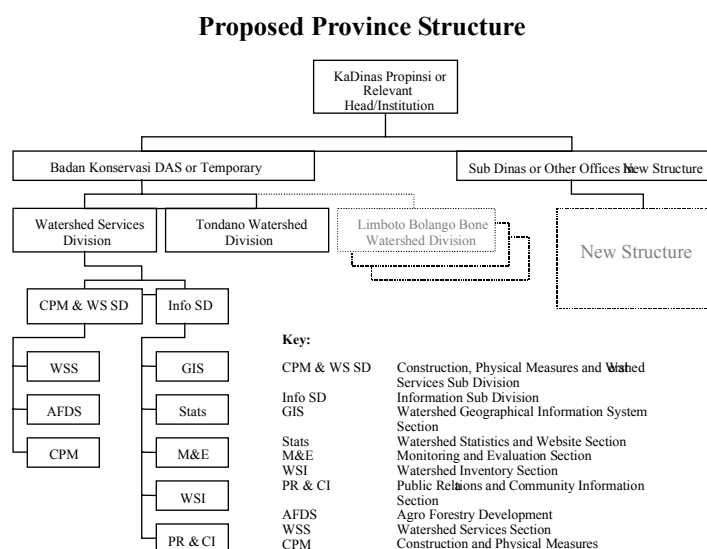 Proposed Province Structure
KaDinas Propinsi or
Relevant
Head/Institution
Badan Konservasi DAS or Temporary
Sub Dinas or Other Offices In New Structure
Watershed Services
Division
Tondano Watershed
Division
Limboto Bolango Bone
Watershed Division
New Structure
CPM & WS SD
Info SD
WSS
AFDS
CPM
GIS
Stats
M&E
WSI
PR & CI
Key:
CPM & WS SD Construction, Physical Measures and Watershed
Services Sub Division
Info SD Information Sub Division
GIS Watershed Geographical Information System
Section
Stats Watershed Statistics and Website Section
M&E Monitoring and Evaluation Section
WSI Watershed Inventory Section
PR & CI Public Relations and Community Information
Section
AFDS Agro Forestry Development
WSS Watershed Services Section
CPM Construction and Physical Measures